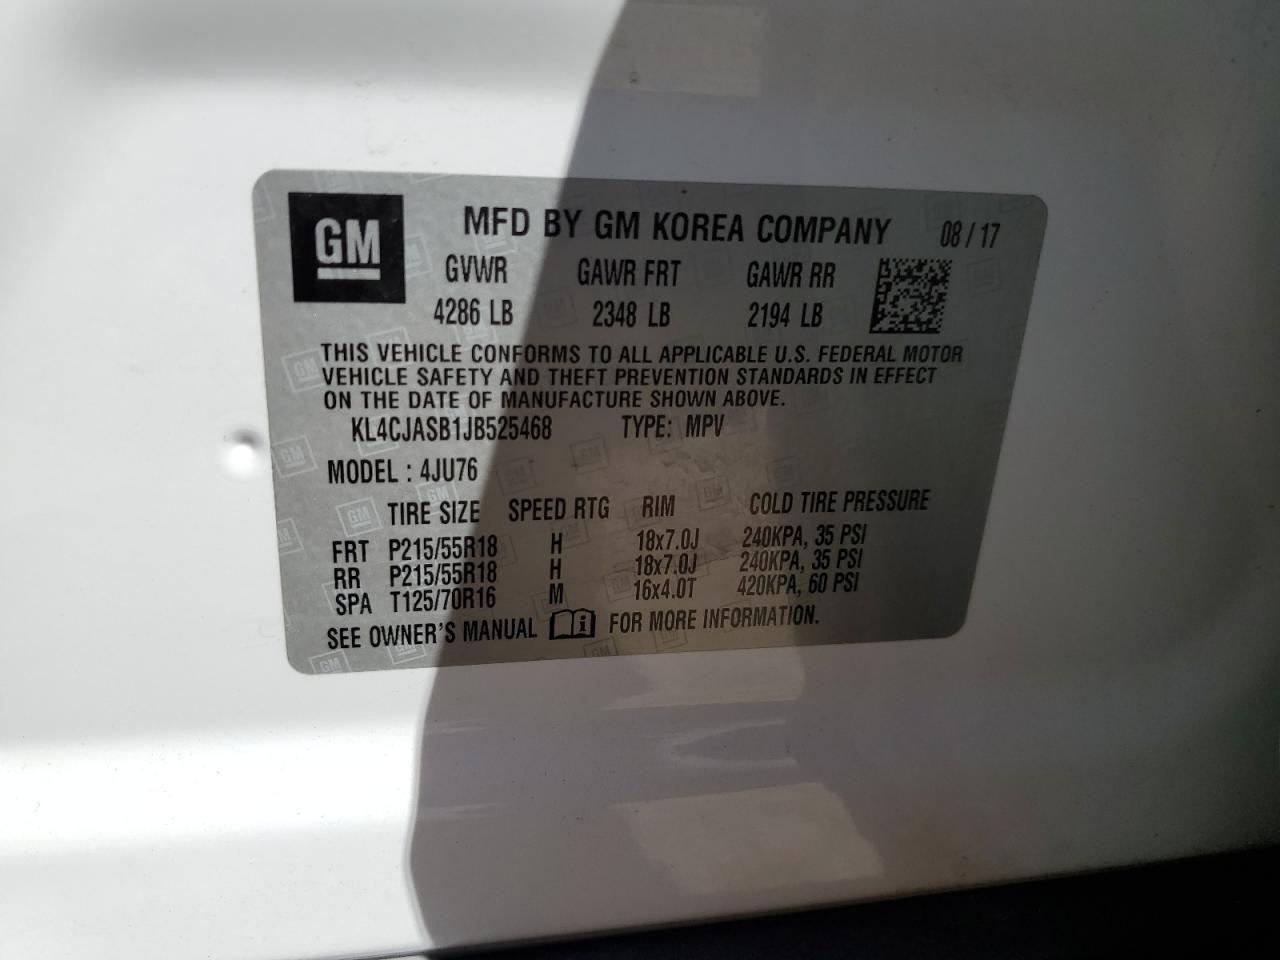 GM
MFD BY GM KOREA COMPANY 08 / 17
GVWR GAWR FRT GAWR RR
4286 LB 2348 LB 2194 LB
THIS VEHICLE CONFORMS TO ALL APPLICABLE U.S. FEDERAL MOTOR
VEHICLE SAFETY AND THEFT PREVENTION STANDARDS IN EFFECT
ON THE DATE OF MANUFACTURE SHOWN ABOVE.
KL4CJASB1JB525468 TYPE: MPV
MODEL : 4JU76
TIRE SIZE SPEED RTG RIM COLD TIRE PRESSURE
FRT P215/55R18 H 18x7.0J 240KPA, 35 PSI
RR P215/55R18 H 18x7.0J 240KPA, 35 PSI
SPA T125/70R16 M 16x4.0T 420KPA, 60 PSI
SEE OWNER'S MANUAL FOR MORE INFORMATION.